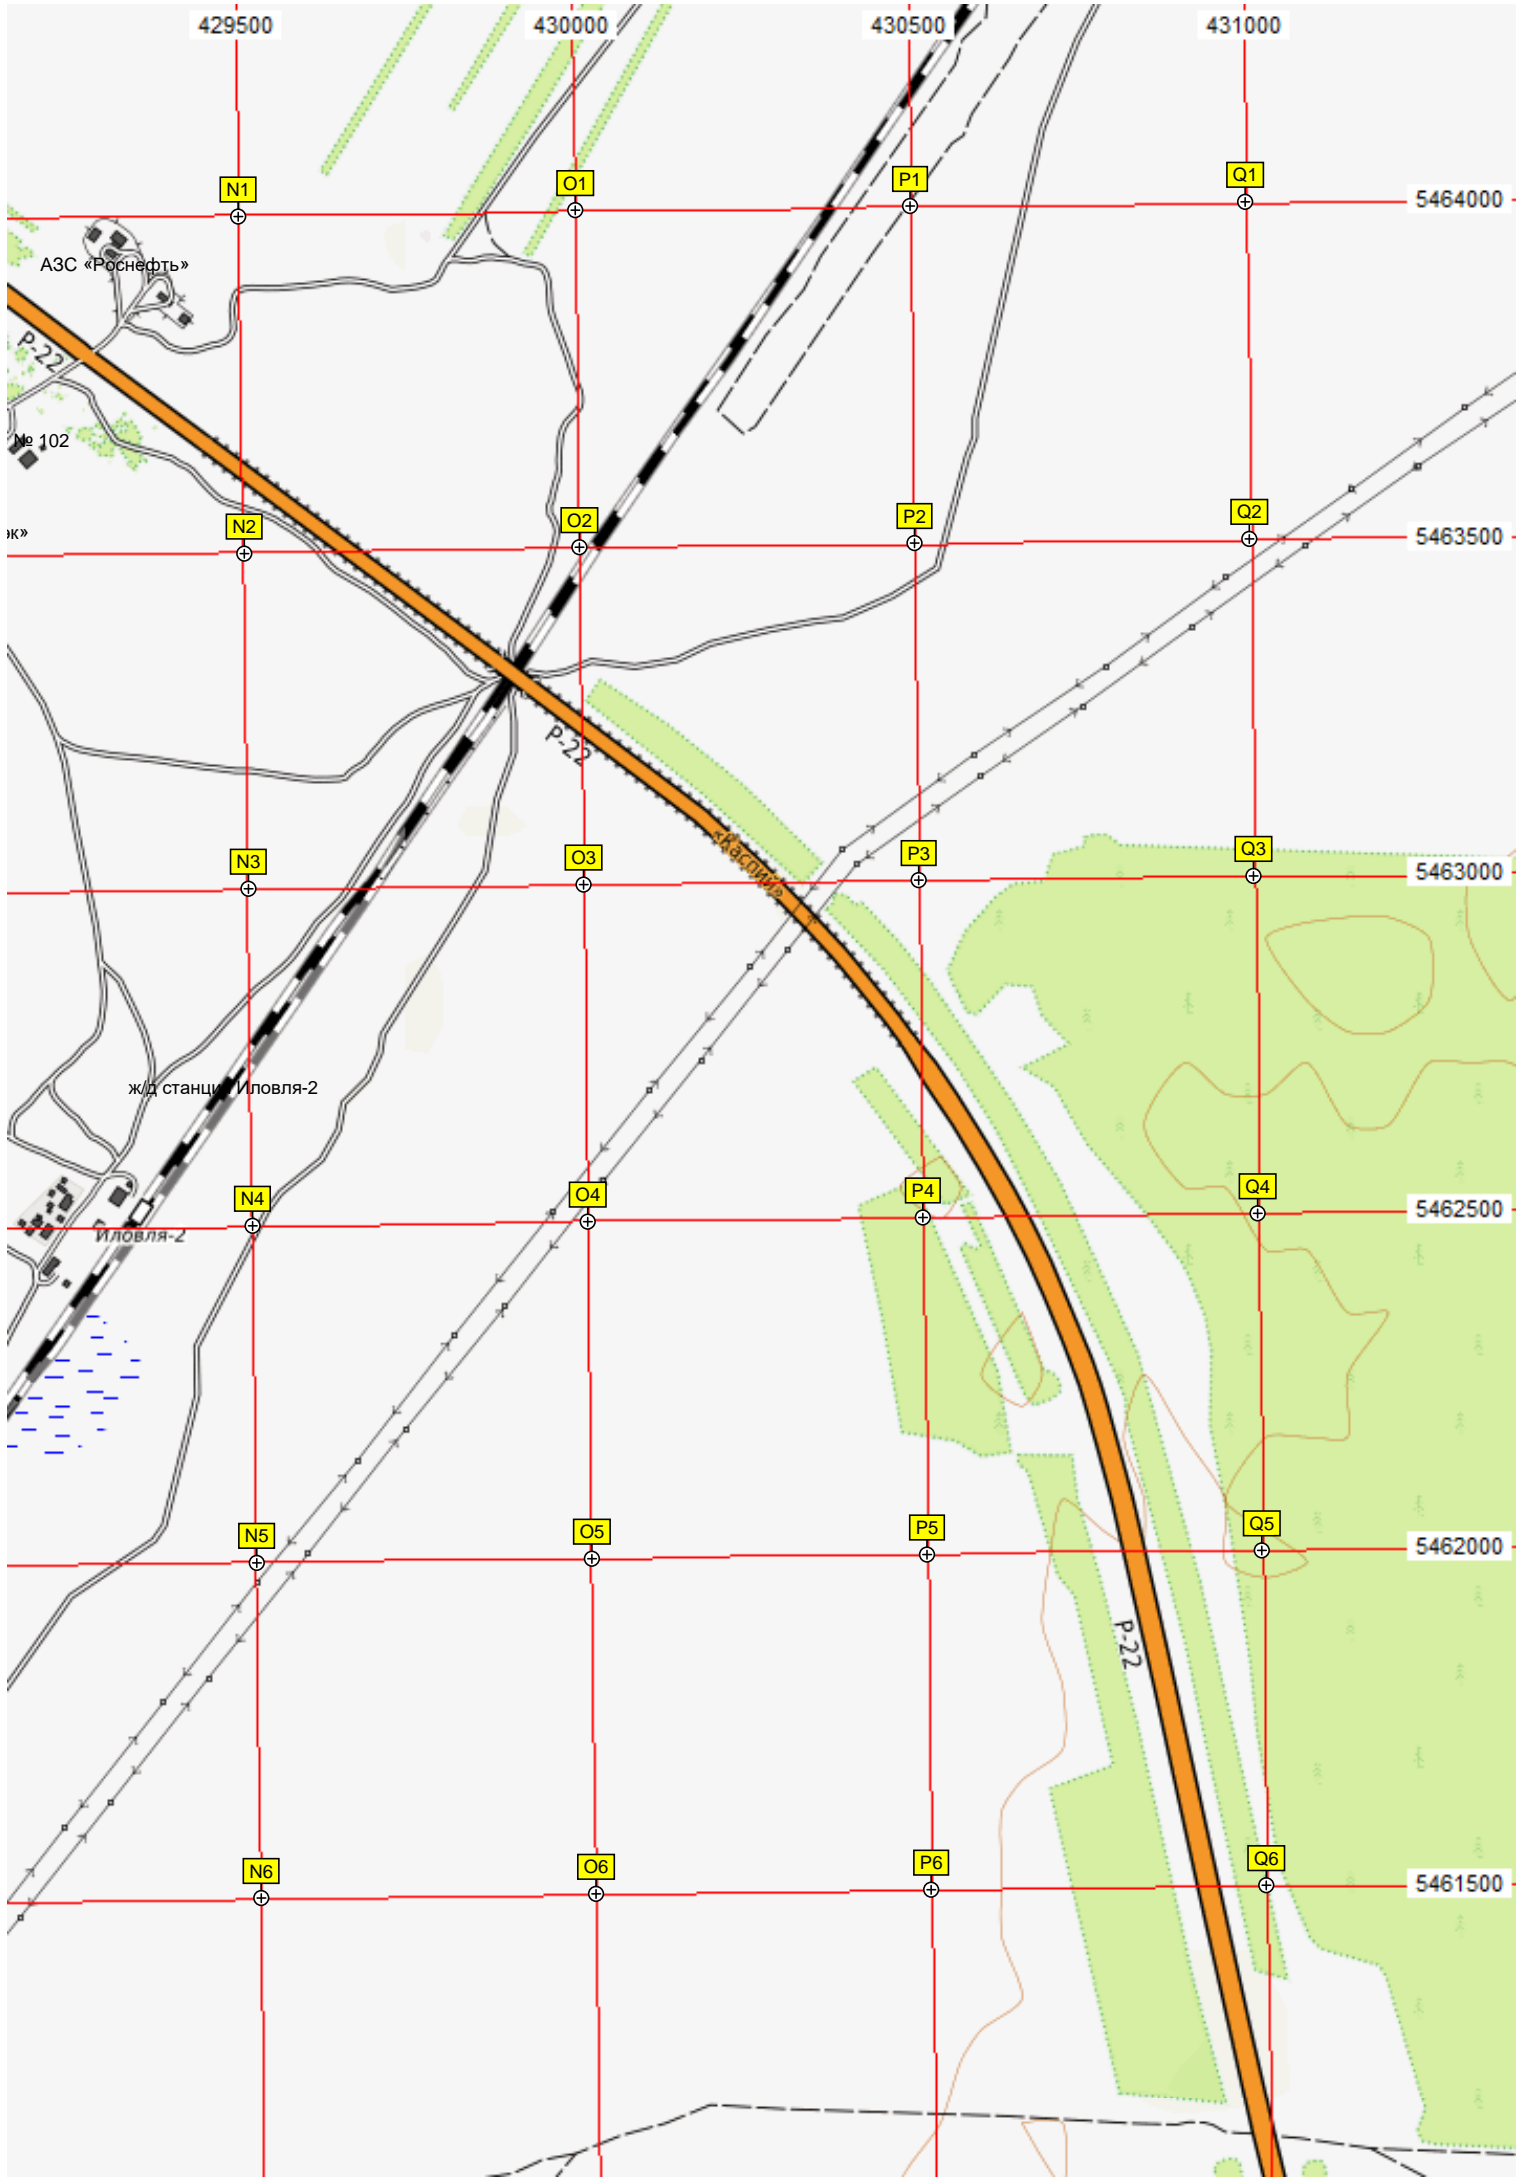 429500 430000 430500 431000
N1 O1 P1 Q1
5464000
АЗС «Роснефть»
Р-22
№ 102
N2 O2 P2 Q2
5463500
эк»
Р-22
«Каспий»
N3 O3 P3 Q3
5463000
ж/д станция Иловля-2
N4 O4 P4 Q4
5462500
Иловля-2
N5 O5 P5 Q5
5462000
Р-22
N6 O6 P6 Q6
5461500